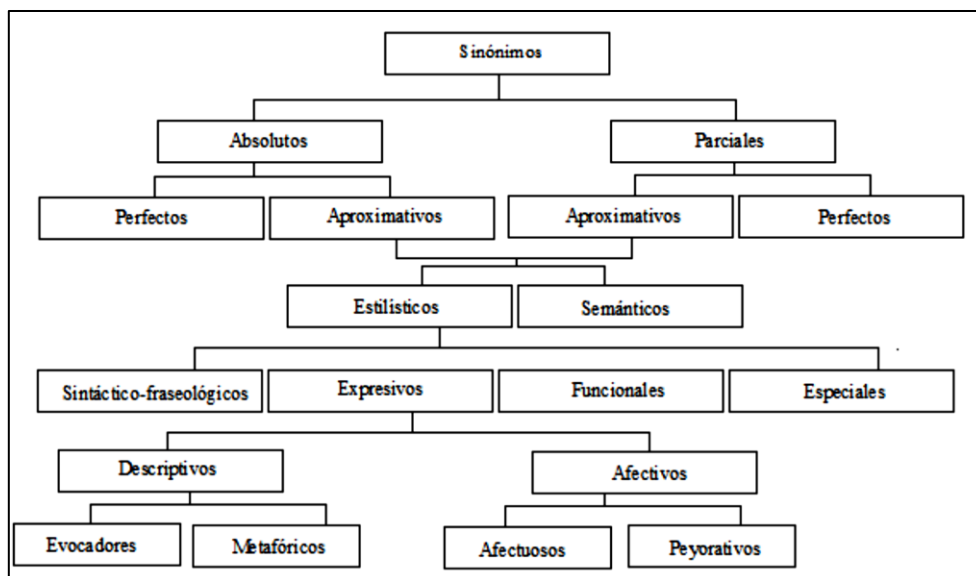 Sinónimos
Absolutos
Parciales
Perfectos
Aproximativos
Aproximativos
Perfectos
Estilísticos
Semánticos
Sintáctico-fraseológicos
Expresivos
Funcionales
Especiales
Descriptivos
Afectivos
Evocadores
Metafóricos
Afectuosos
Peyorativos